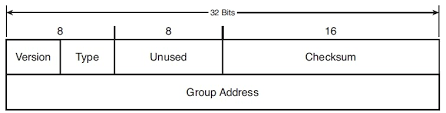 32 Bits
8 8 16
Version Type Unused Checksum
Group Address